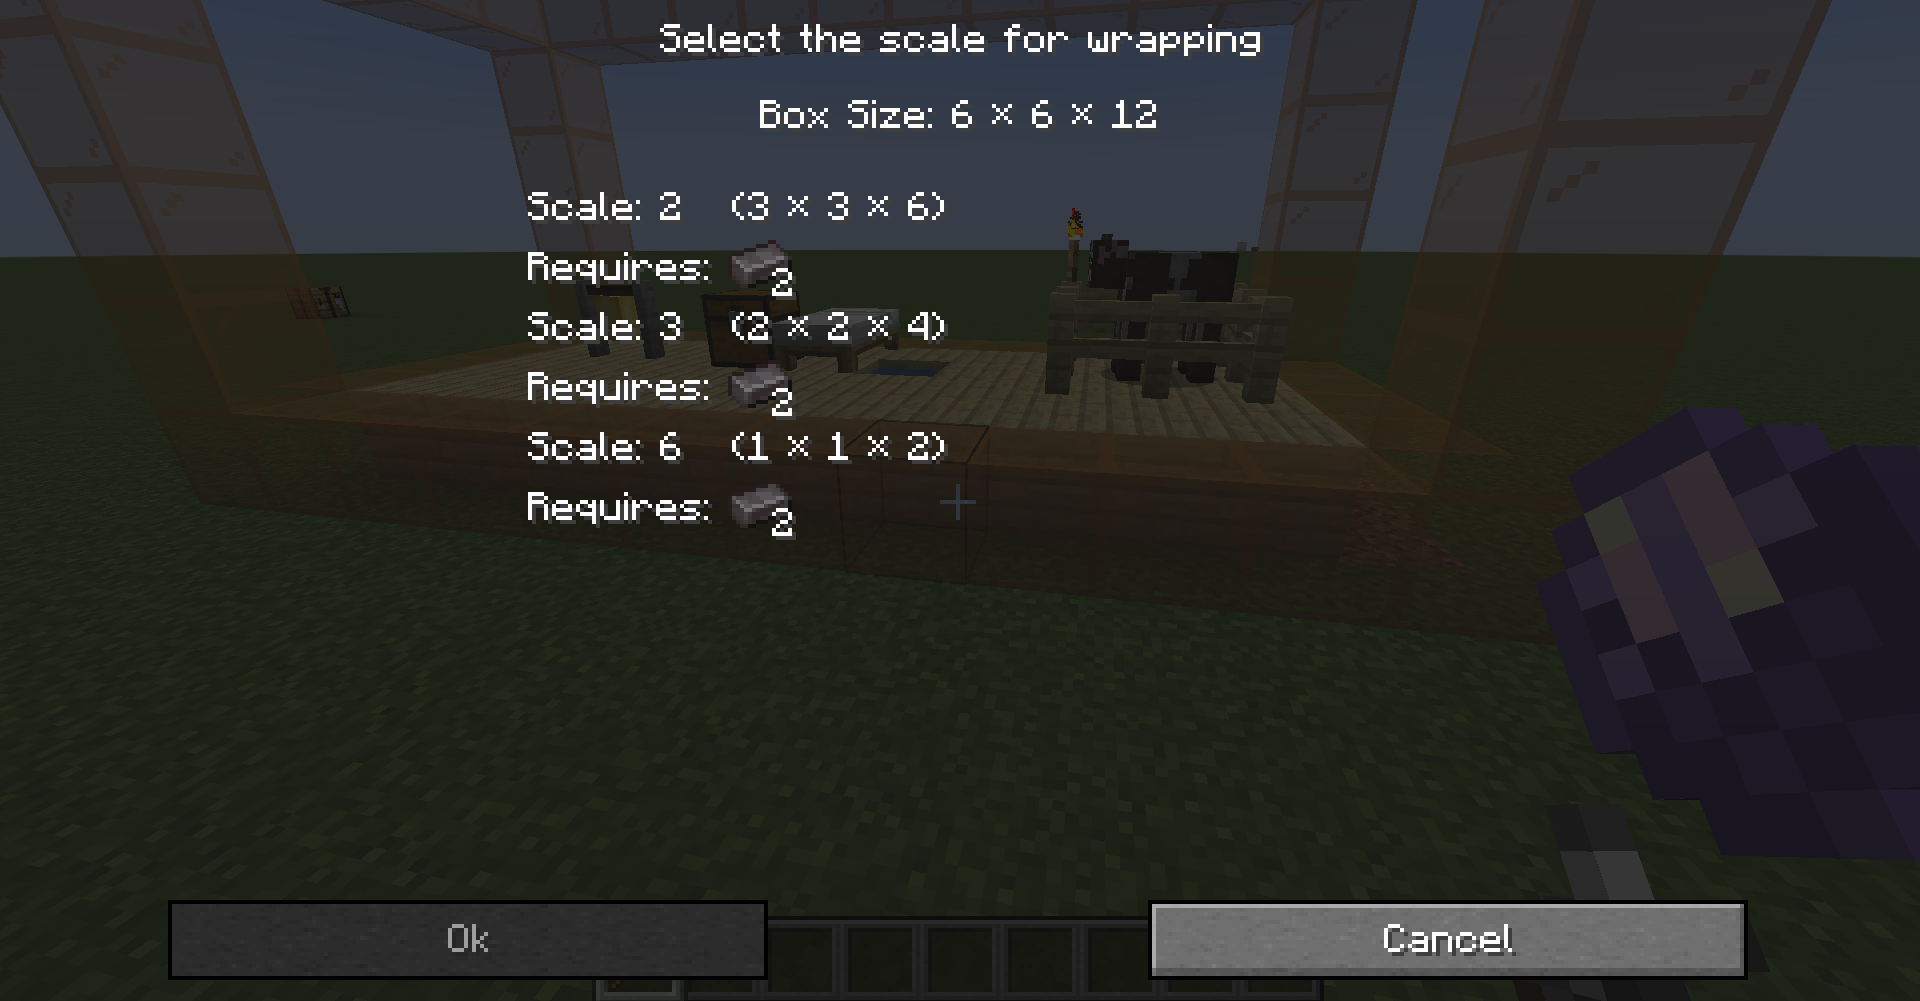 Select the scale for wrapping
Box Size: 6 × 6 × 12
Scale: 2 (3 × 3 × 6)
Requires: 2
Scale: 3 (2 × 2 × 4)
Requires: 2
Scale: 6 (1 × 1 × 2)
Requires: 2
Ok
Cancel